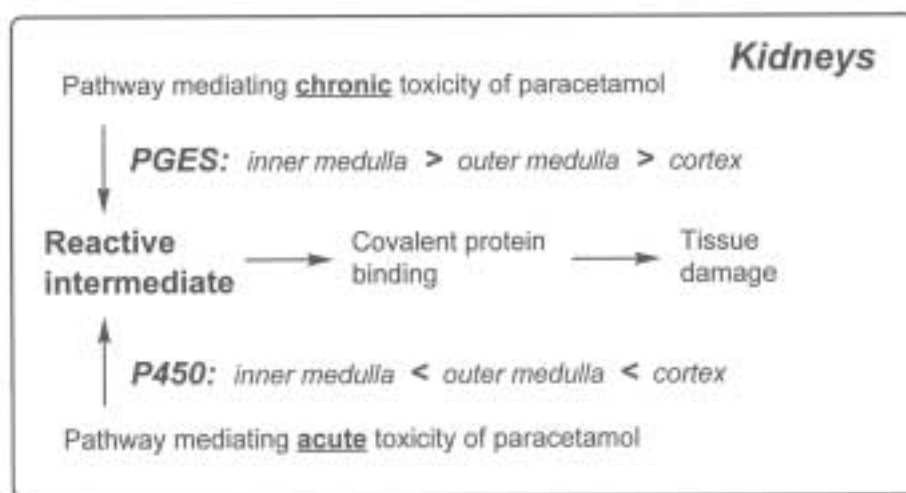 Kidneys
Pathway mediating chronic toxicity of paracetamol
PGES: inner medulla > outer medulla > cortex
Reactive
intermediate
Covalent protein
binding
Tissue
damage
P450: inner medulla < outer medulla < cortex
Pathway mediating acute toxicity of paracetamol